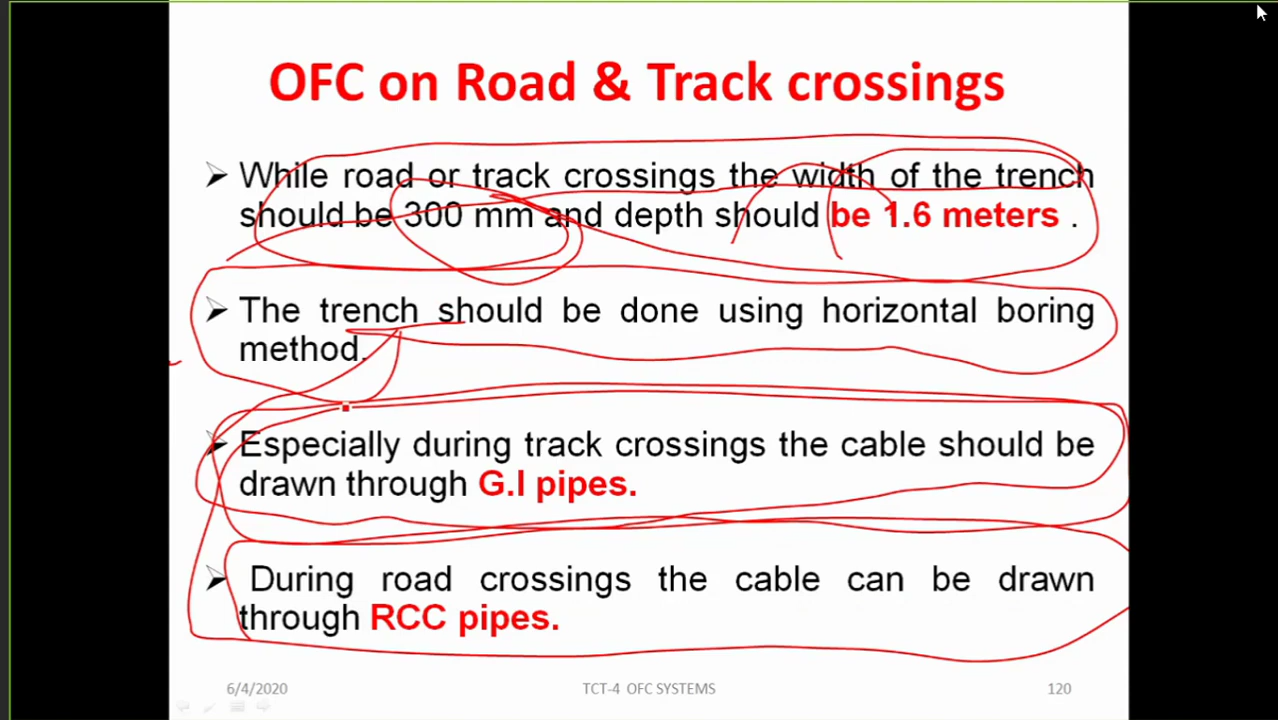 OFC on Road & Track crossings
While road or track crossings the width of the trench
should be 300 mm and depth should be 1.6 meters .
The trench should be done using horizontal boring
method.
Especially during track crossings the cable should be
drawn through G.I pipes.
During road crossings the cable can be drawn
through RCC pipes.
6/4/2020 TCT-4 OFC SYSTEMS 120